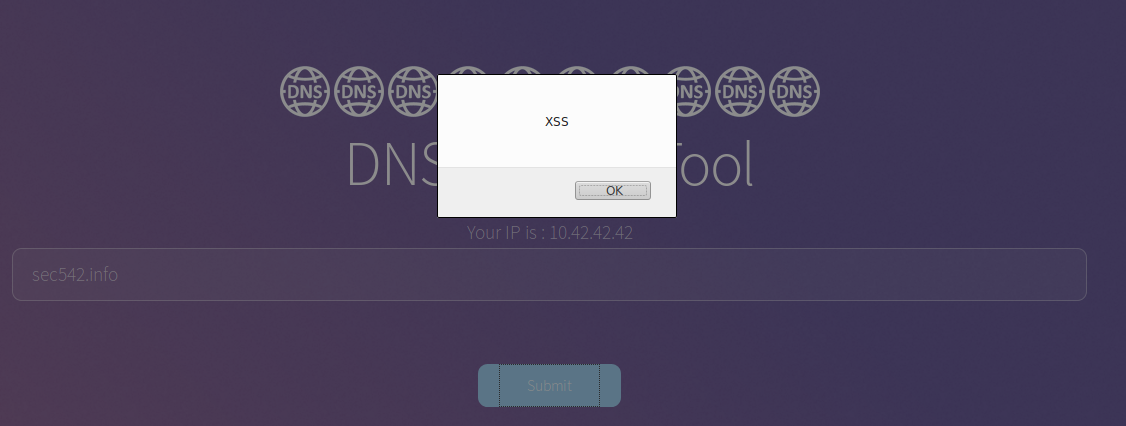 DNS DNS DNS DNS DNS DNS DNS
XSS
DNS Tool
OK
Your IP is : 10.42.42.42
sec542.info
Submit